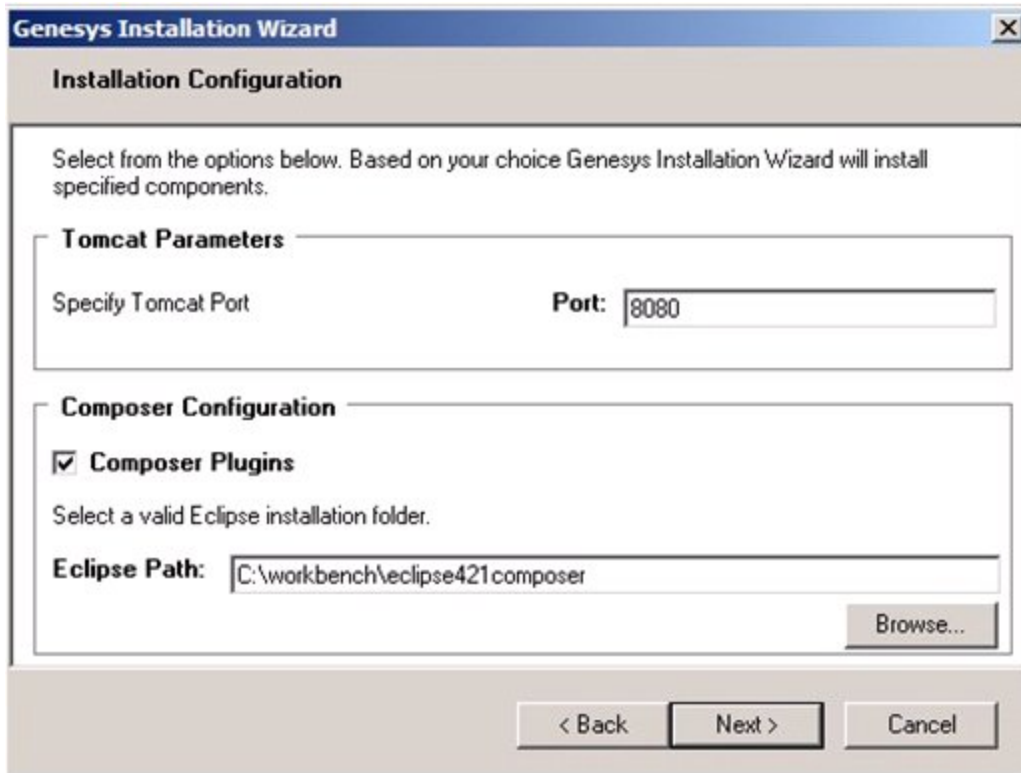 Genesys Installation Wizard
Installation Configuration
Select from the options below. Based on your choice Genesys Installation Wizard will install
specified components.
Tomcat Parameters
Specify Tomcat Port Port: 8080
Composer Configuration
Composer Plugins
Select a valid Eclipse installation folder.
Eclipse Path: C:\workbench\eclipse421composer
Browse...
< Back Next > Cancel